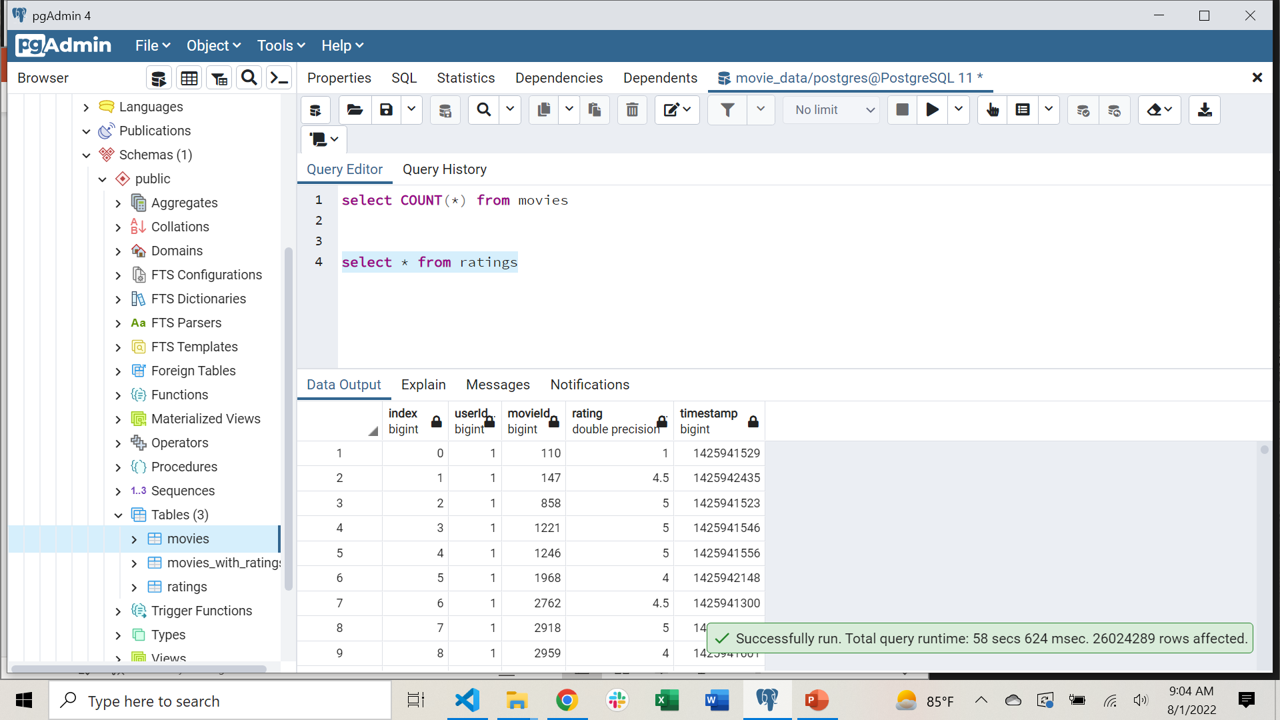 pgAdmin 4
pgAdmin File Object Tools Help
Browser
Properties SQL Statistics Dependencies Dependents movie_data/postgres@PostgreSQL 11 *
No limit
Query Editor Query History
1 select COUNT(*) from movies
2
3
4 select * from ratings
Languages
Publications
Schemas (1)
public
Aggregates
Collations
Domains
FTS Configurations
FTS Dictionaries
Aa FTS Parsers
FTS Templates
Foreign Tables
Functions
Materialized Views
Operators
Procedures
1..3 Sequences
Tables (3)
movies
movies_with_ratings
ratings
Trigger Functions
Types
Views
Data Output Explain Messages Notifications
index userId movieId rating timestamp
bigint bigint bigint double precision bigint
1 0 1 110 1 1425941529
2 1 1 147 4.5 1425942435
3 2 1 858 5 1425941523
4 3 1 1221 5 1425941546
5 4 1 1246 5 1425941556
6 5 1 1968 4 1425942148
7 6 1 2762 4.5 1425941300
8 7 1 2918 5
9 8 1 2959 4
Successfully run. Total query runtime: 58 secs 624 msec. 26024289 rows affected.
Type here to search
85°F
9:04 AM
8/1/2022